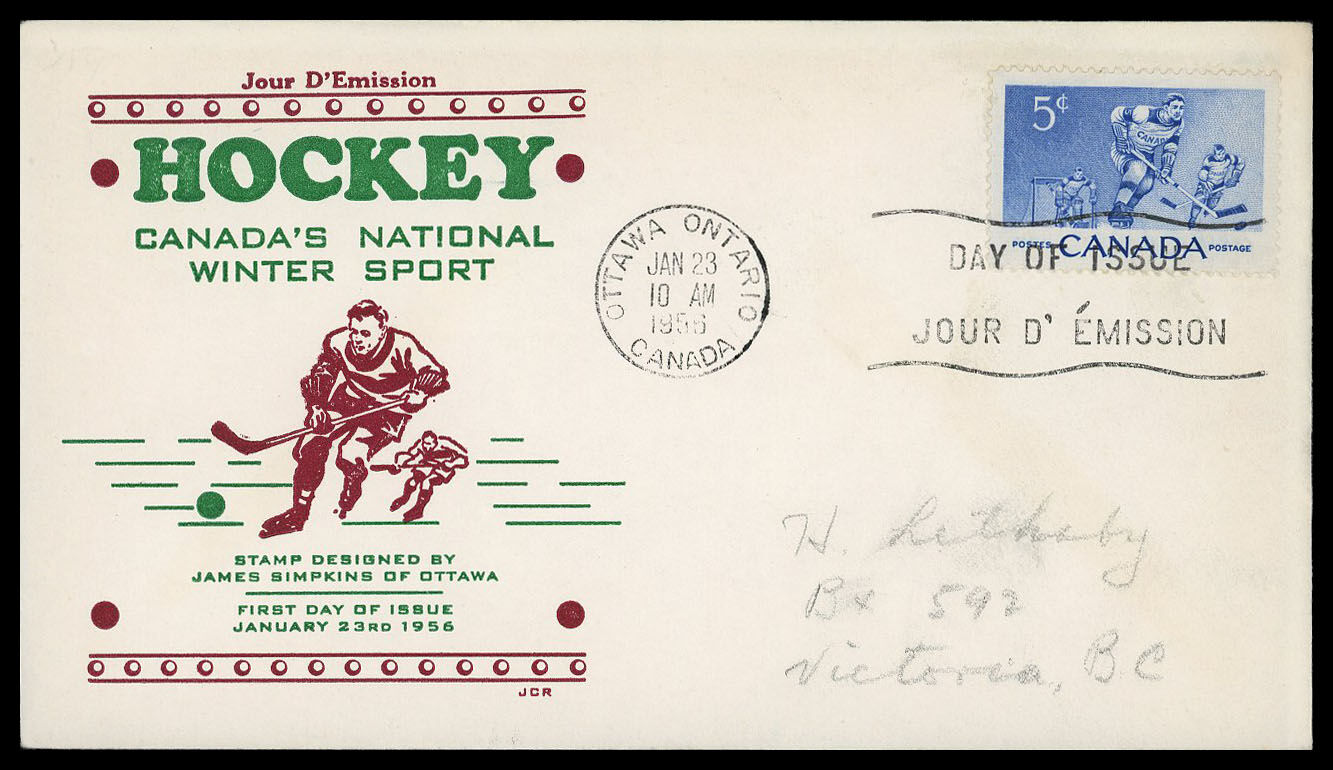 Jour D'Emission
HOCKEY
CANADA'S NATIONAL
WINTER SPORT
STAMP DESIGNED BY
JAMES SIMPKINS OF OTTAWA
FIRST DAY OF ISSUE
JANUARY 23RD 1956
JCR
OTTAWA ONTARIO
JAN 23
10 AM
1956
CANADA
5¢
CANADA
POSTES CANADA POSTAGE
DAY OF ISSUE
JOUR D' ÉMISSION
H.
Bx 592
Victoria, B.C